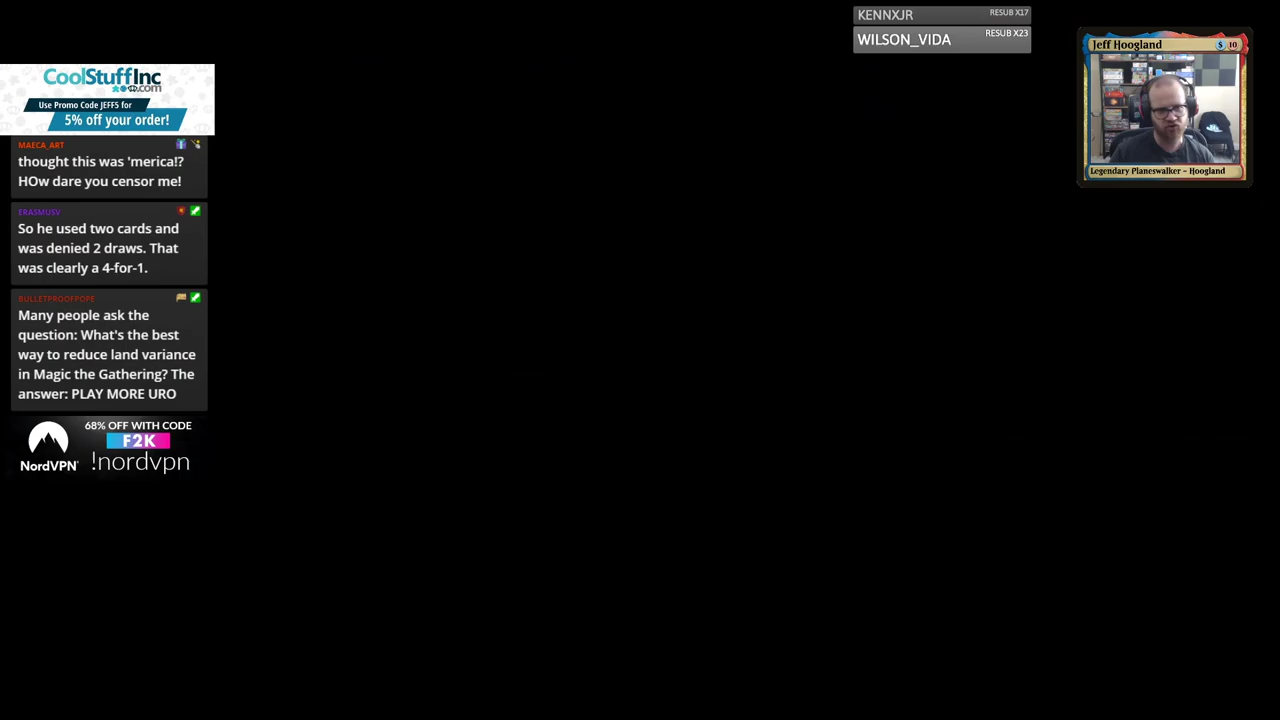 KENNXJR RESUB X17
WILSON_VIDA RESUB X23
Jeff Hoogland $ 10
Legendary Planeswalker - Hoogland
CoolStuffInc
.com
Use Promo Code JEFF5 for
5% off your order!
MAECA_ART
thought this was 'merica!?
HOw dare you censor me!
ERASMUSV
So he used two cards and
was denied 2 draws. That
was clearly a 4-for-1.
BULLETPROOFPOPE
Many people ask the
question: What's the best
way to reduce land variance
in Magic the Gathering? The
answer: PLAY MORE URO
68% OFF WITH CODE
F2K
NordVPN !nordvpn